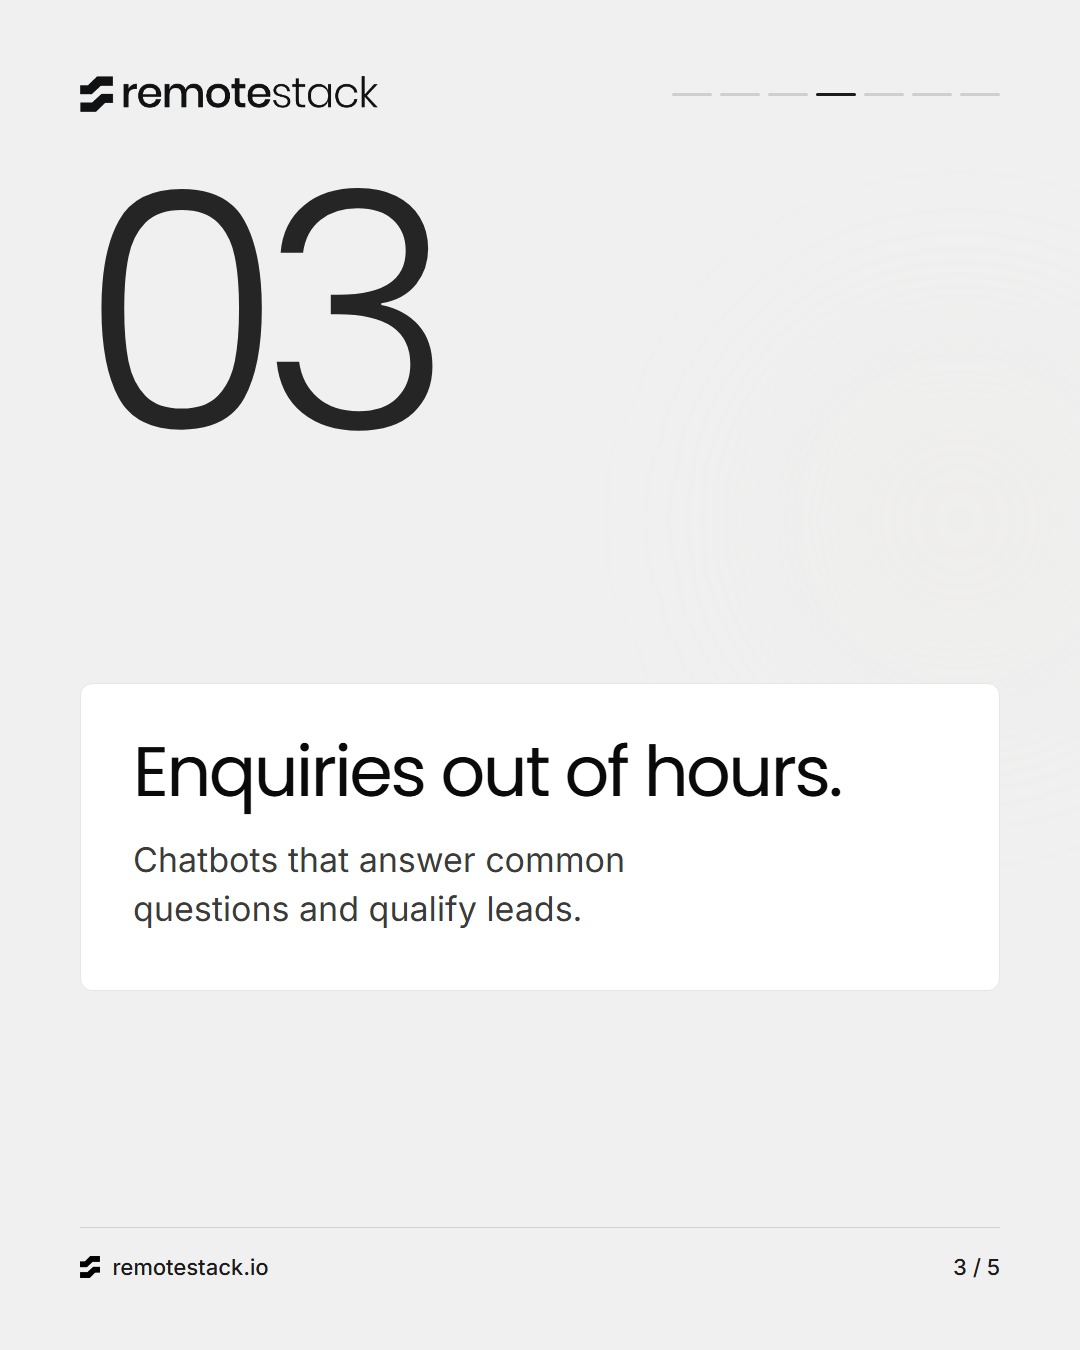 remotestack
03
Enquiries out of hours.
Chatbots that answer common
questions and qualify leads.
remotestack.io
3 / 5